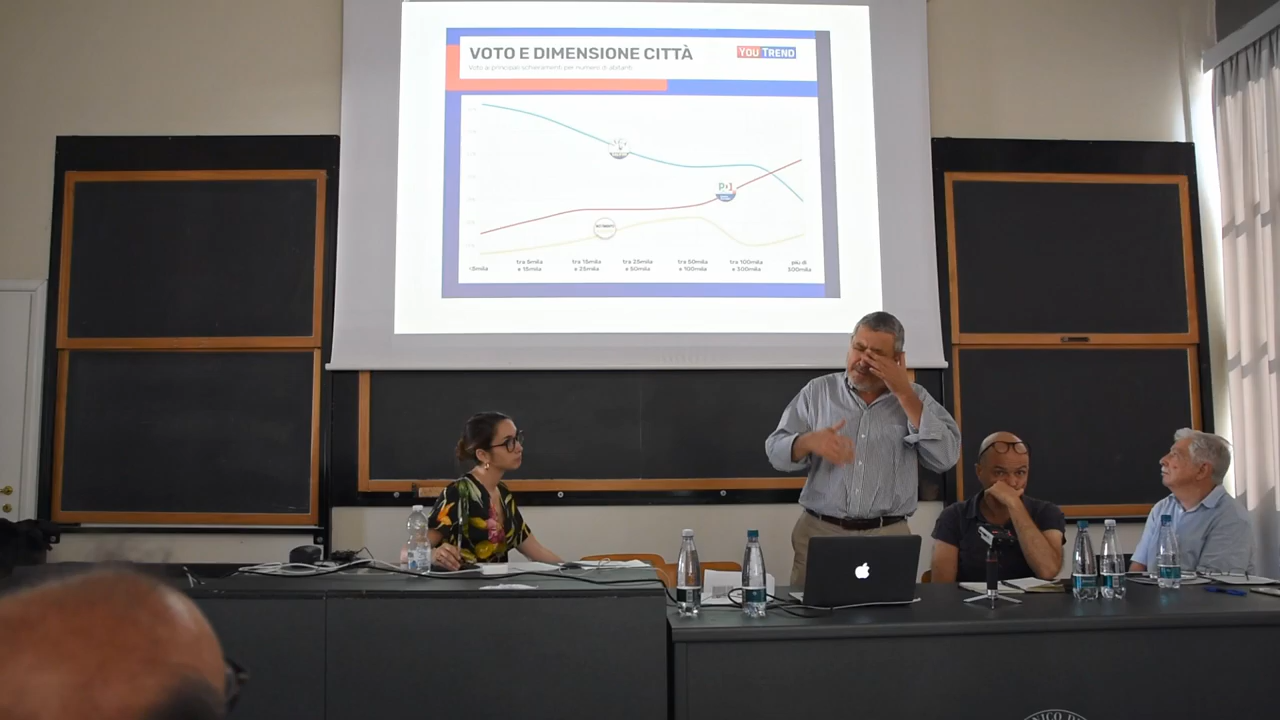 VOTO E DIMENSIONE CITTÀ
YOU TREND
Voto ai principali schieramenti per numero di abitanti
PD
tra 5mila
e 15mila
tra 15mila
e 25mila
tra 25mila
e 50mila
tra 50mila
e 100mila
tra 100mila
e 300mila
più di
300mila